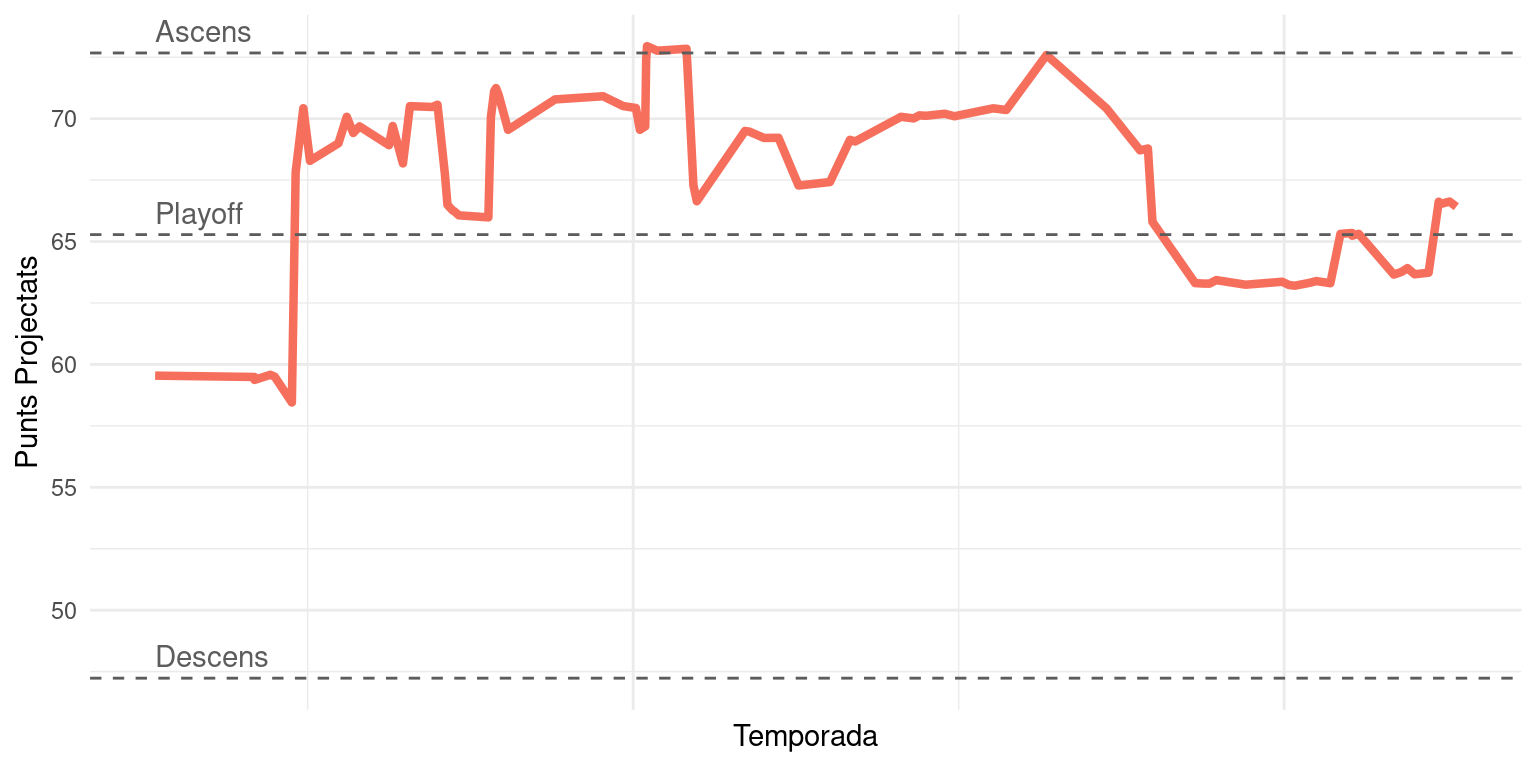 Ascens
70
Playoff
65
60
55
50
Descens
Punts Projectats
Temporada